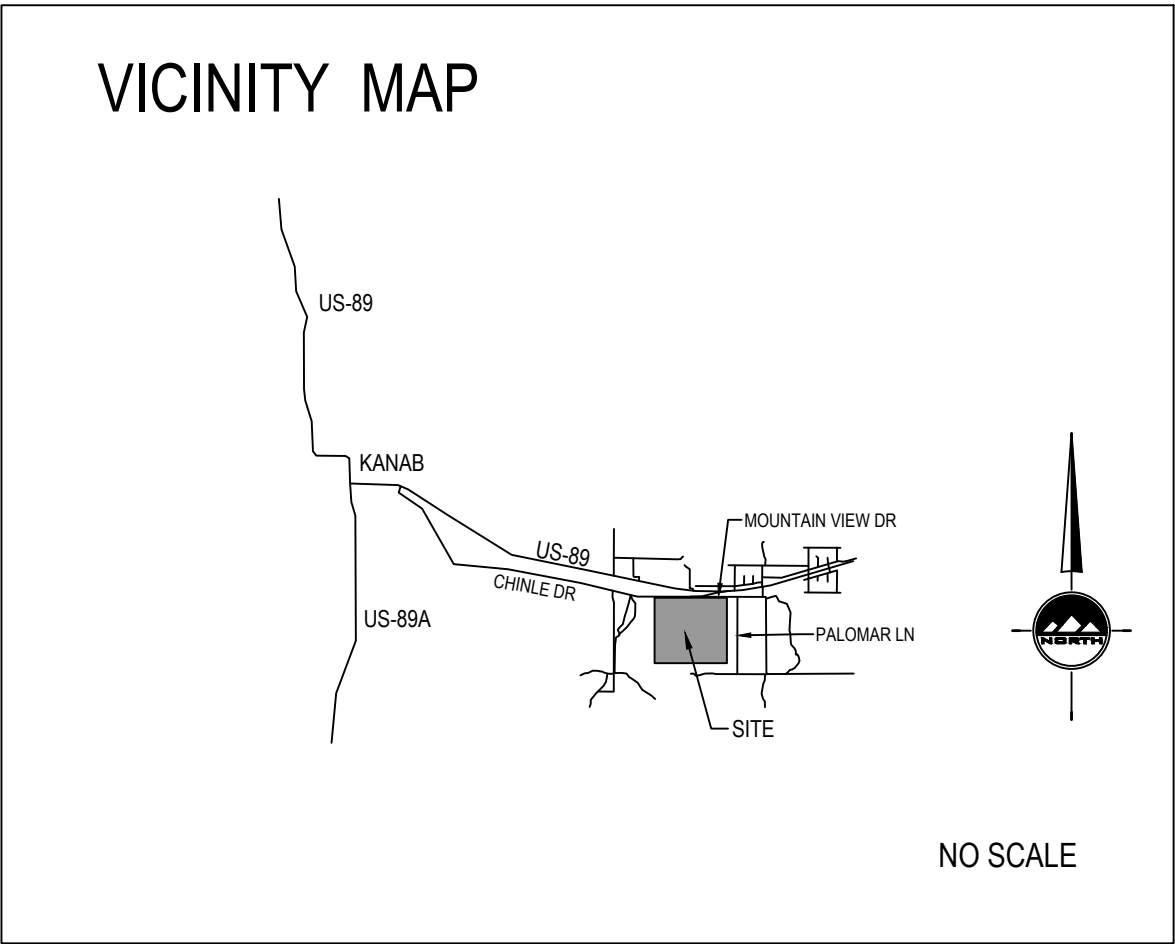 VICINITY MAP
US-89
KANAB
MOUNTAIN VIEW DR
US-89
CHINLE DR
US-89A
PALOMAR LN
NORTH
SITE
NO SCALE